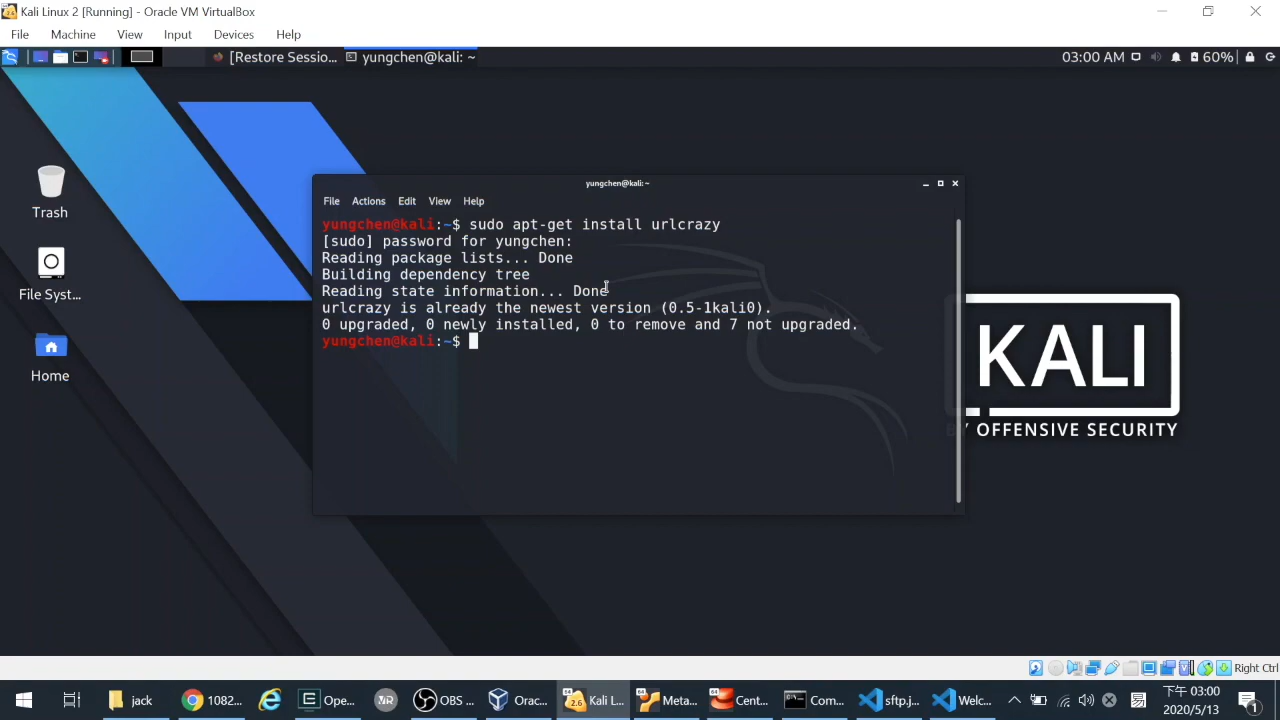 Kali Linux 2 [Running] - Oracle VM VirtualBox
File Machine View Input Devices Help
[Restore Sessio... yungchen@kali: ~ 03:00 AM 60%
Trash
File Syst...
Home
yungchen@kali: ~
File Actions Edit View Help
yungchen@kali:~$ sudo apt-get install urlcrazy
[sudo] password for yungchen:
Reading package lists... Done
Building dependency tree
Reading state information... Done
urlcrazy is already the newest version (0.5-1kali0).
0 upgraded, 0 newly installed, 0 to remove and 7 not upgraded.
yungchen@kali:~$
KALI
BY OFFENSIVE SECURITY
Right Ctrl
jack 1082... Ope... OBS ... Orac... Kali L... Meta... Cent... Com... sftp.j... Welc... 下午 03:00
2020/5/13